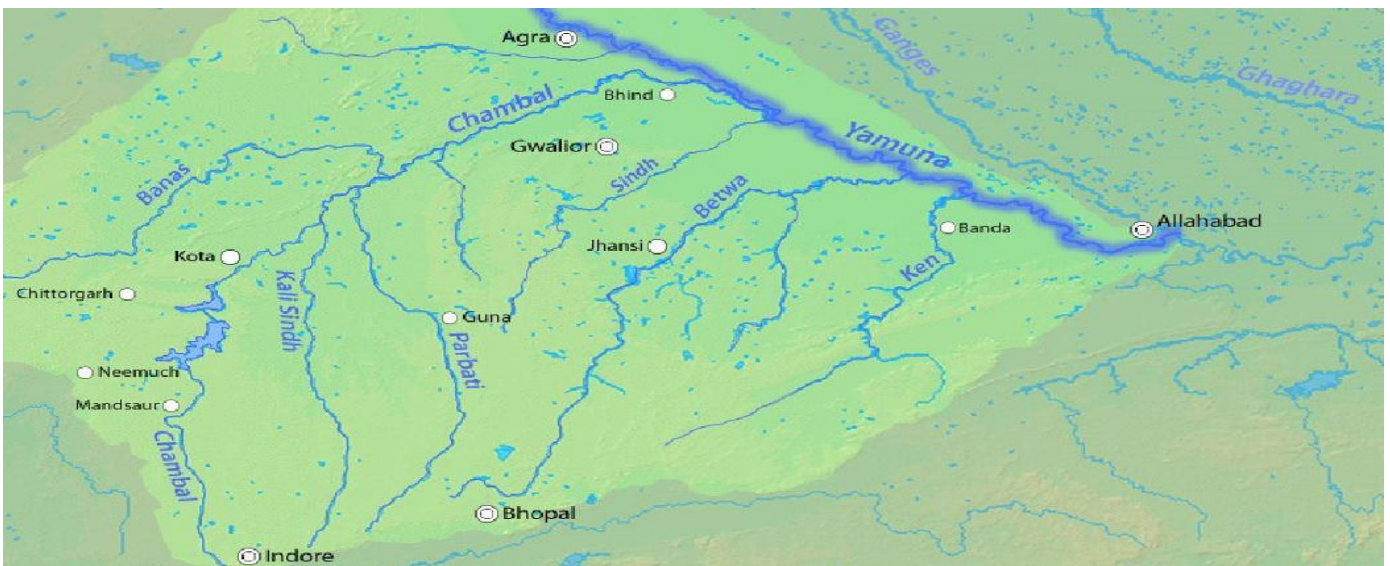 Agra
Ganges
Ghaghara
Chambal
Bhind
Yamuna
Gwalior
Banas
Sindh
Betwa
Allahabad
Banda
Jhansi
Kota
Ken
Kali Sindh
Chittorgarh
Guna
Parbati
Neemuch
Mandsaur
Chambal
Bhopal
Indore